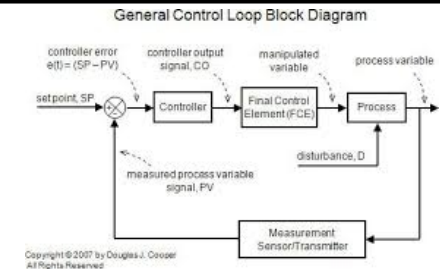 General Control Loop Block Diagram
controller error
e(t) = (SP – PV)
controller output
signal, CO
manipulated
variable
process variable
set point, SP
+
-
Controller
Final Control
Element (FCE)
Process
disturbance, D
measured process variable
signal, PV
Measurement
Sensor/Transmitter
Copyright © 2007 by Douglas J. Cooper
All Rights Reserved